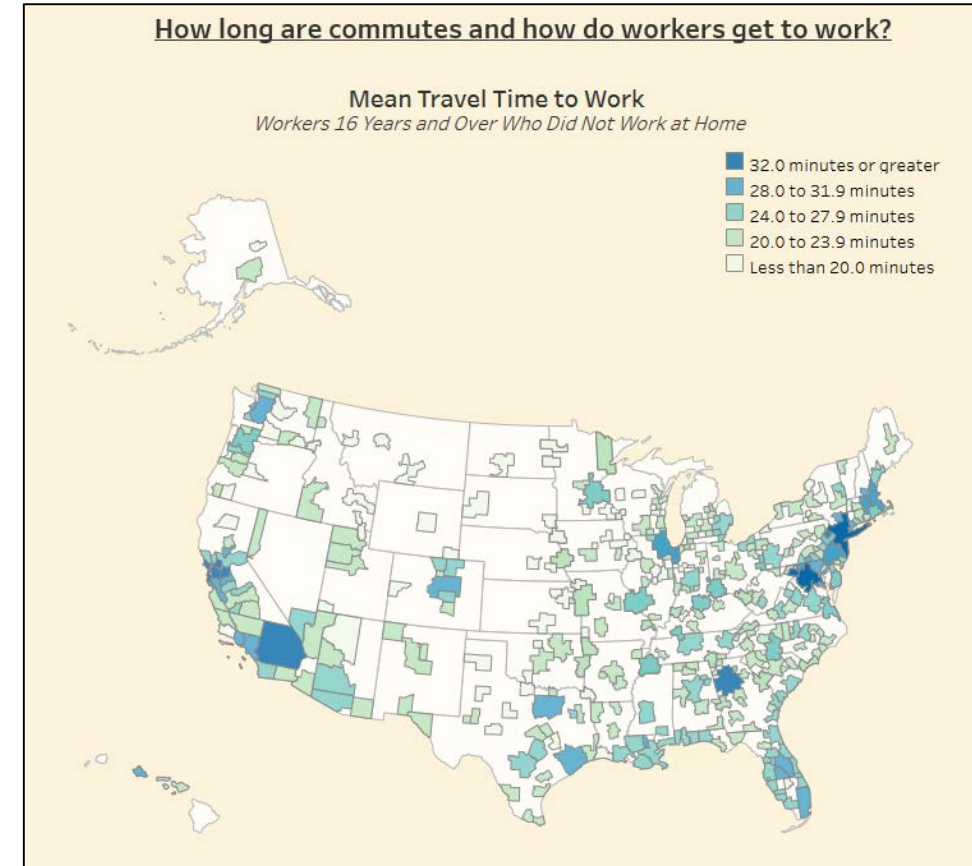 How long are commutes and how do workers get to work?
Mean Travel Time to Work
Workers 16 Years and Over Who Did Not Work at Home
32.0 minutes or greater
28.0 to 31.9 minutes
24.0 to 27.9 minutes
20.0 to 23.9 minutes
Less than 20.0 minutes